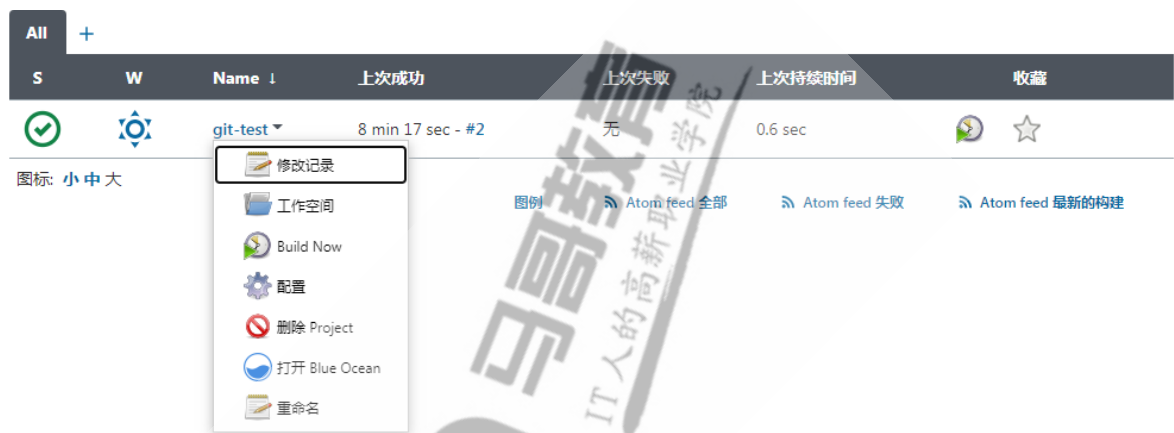 All +
S W Name ↓ 上次成功 上次失败 上次持续时间 收藏
git-test 8 min 17 sec - #2 无 0.6 sec
修改记录
图标: 小 中 大
工作空间
图例 Atom feed 全部 Atom feed 失败 Atom feed 最新的构建
Build Now
配置
删除 Project
打开 Blue Ocean
重命名
马哥教育
IT人的高薪职业学院